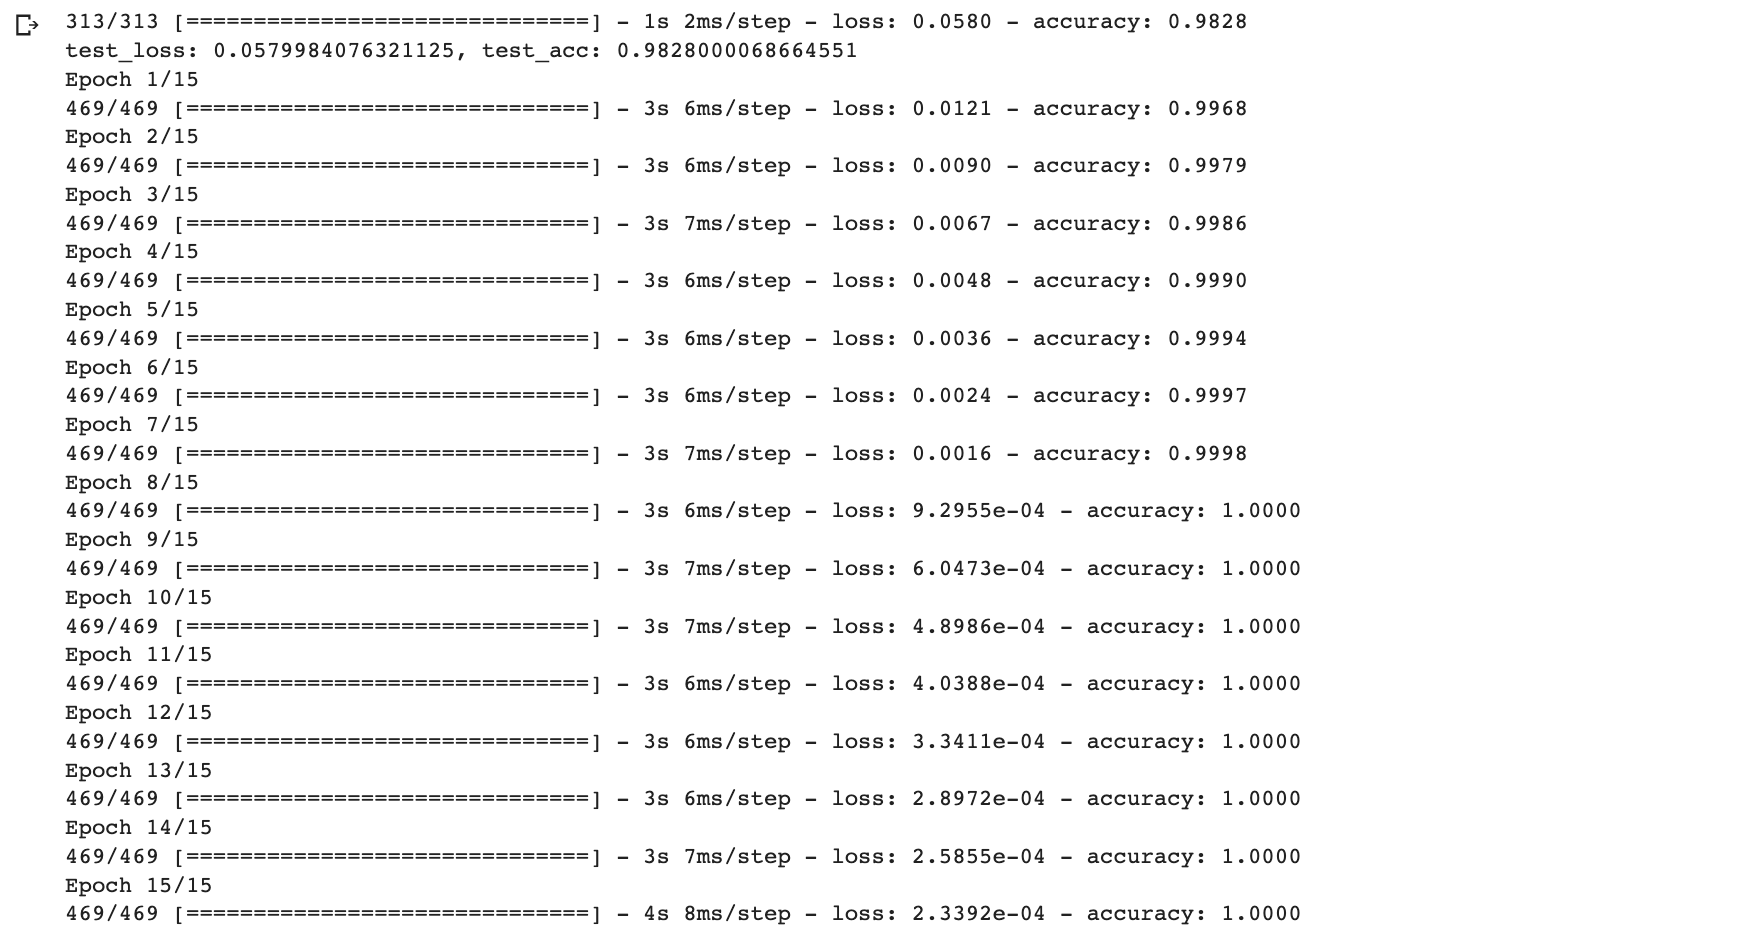 313/313 [==============================] - 1s 2ms/step - loss: 0.0580 - accuracy: 0.9828
test_loss: 0.0579984076321125, test_acc: 0.9828000068664551
Epoch 1/15
469/469 [==============================] - 3s 6ms/step - loss: 0.0121 - accuracy: 0.9968
Epoch 2/15
469/469 [==============================] - 3s 6ms/step - loss: 0.0090 - accuracy: 0.9979
Epoch 3/15
469/469 [==============================] - 3s 7ms/step - loss: 0.0067 - accuracy: 0.9986
Epoch 4/15
469/469 [==============================] - 3s 6ms/step - loss: 0.0048 - accuracy: 0.9990
Epoch 5/15
469/469 [==============================] - 3s 6ms/step - loss: 0.0036 - accuracy: 0.9994
Epoch 6/15
469/469 [==============================] - 3s 6ms/step - loss: 0.0024 - accuracy: 0.9997
Epoch 7/15
469/469 [==============================] - 3s 7ms/step - loss: 0.0016 - accuracy: 0.9998
Epoch 8/15
469/469 [==============================] - 3s 6ms/step - loss: 9.2955e-04 - accuracy: 1.0000
Epoch 9/15
469/469 [==============================] - 3s 7ms/step - loss: 6.0473e-04 - accuracy: 1.0000
Epoch 10/15
469/469 [==============================] - 3s 7ms/step - loss: 4.8986e-04 - accuracy: 1.0000
Epoch 11/15
469/469 [==============================] - 3s 6ms/step - loss: 4.0388e-04 - accuracy: 1.0000
Epoch 12/15
469/469 [==============================] - 3s 6ms/step - loss: 3.3411e-04 - accuracy: 1.0000
Epoch 13/15
469/469 [==============================] - 3s 6ms/step - loss: 2.8972e-04 - accuracy: 1.0000
Epoch 14/15
469/469 [==============================] - 3s 7ms/step - loss: 2.5855e-04 - accuracy: 1.0000
Epoch 15/15
469/469 [==============================] - 4s 8ms/step - loss: 2.3392e-04 - accuracy: 1.0000